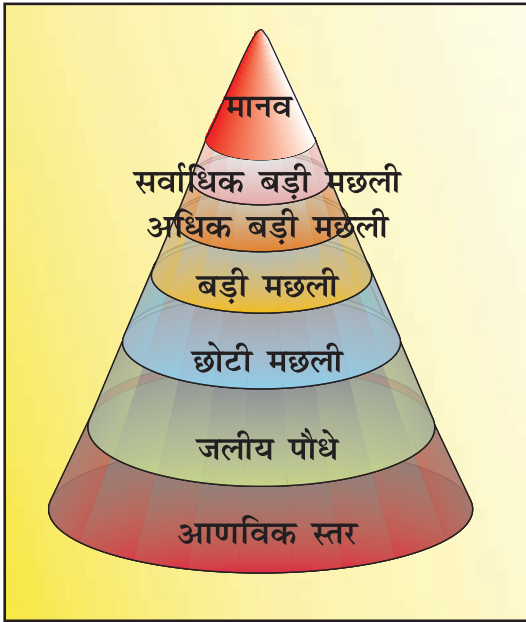 मानव
सर्वाधिक बड़ी मछली
अधिक बड़ी मछली
बड़ी मछली
छोटी मछली
जलीय पौधे
आणविक स्तर